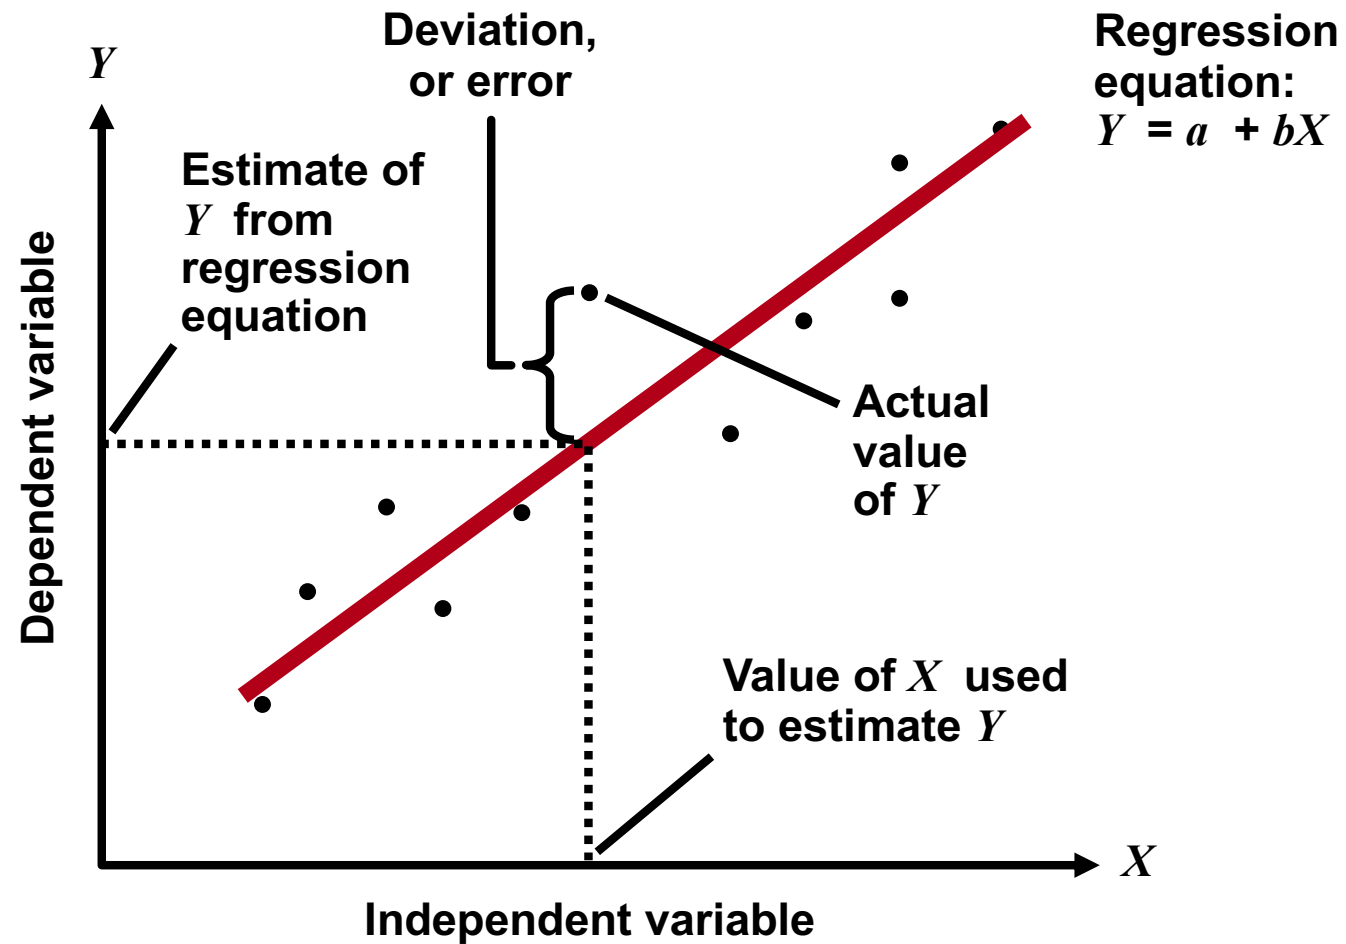 Deviation,
or error
Regression
equation:
Y = a + bX
Y
Estimate of
Y from
regression
equation
Dependent variable
Actual
value
of Y
Value of X used
to estimate Y
X
Independent variable